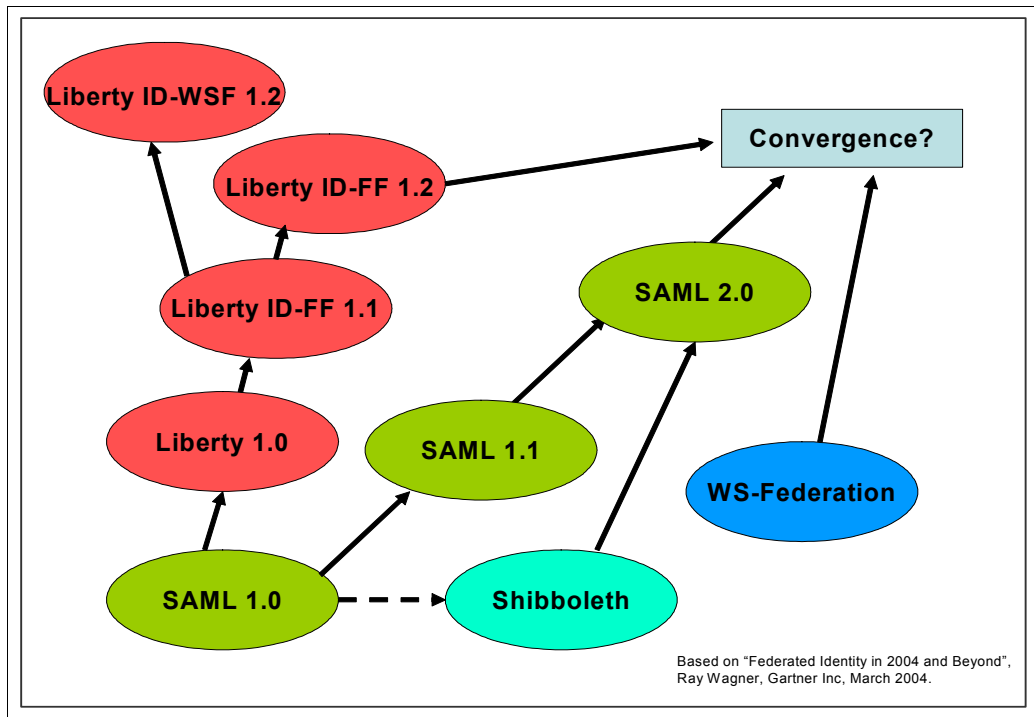 Liberty ID-WSF 1.2
Convergence?
Liberty ID-FF 1.2
SAML 2.0
Liberty ID-FF 1.1
Liberty 1.0
SAML 1.1
WS-Federation
SAML 1.0
Shibboleth
Based on “Federated Identity in 2004 and Beyond”,
Ray Wagner, Gartner Inc, March 2004.